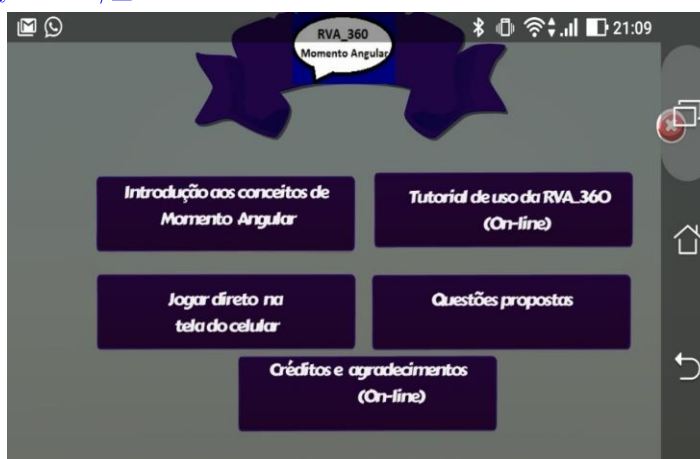 21:09
RVA_360
Momento Angular
Introdução aos conceitos de
Momento Angular
Tutorial de uso da RVA_360
(On-line)
Jogar direto na
tela do celular
Questões propostas
Créditos e agradecimentos
(On-line)